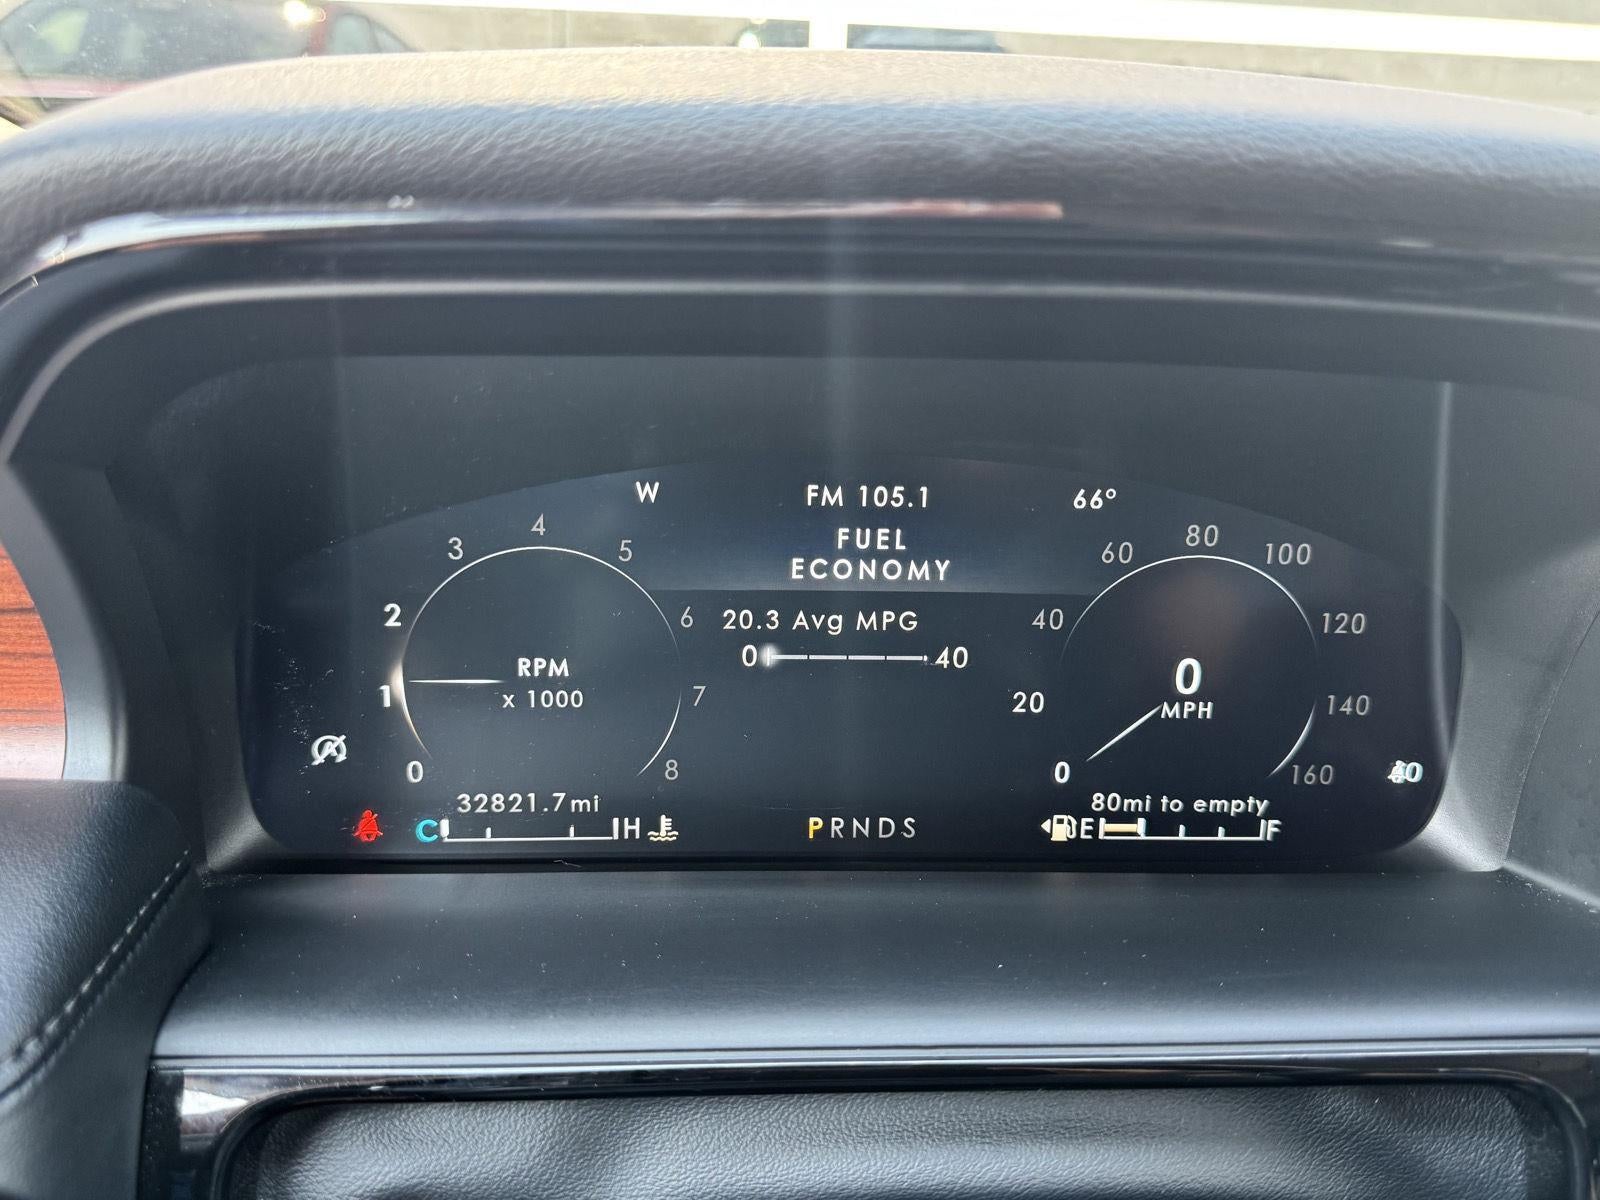 W
FM 105.1
66°
FUEL
ECONOMY
20.3 Avg MPG
0 40
0 1 2 3 4 5 6 7 8
RPM
x 1000
0 20 40 60 80 100 120 140 160
0
MPH
A
32821.7mi
C H
PRNDS
80mi to empty
E F